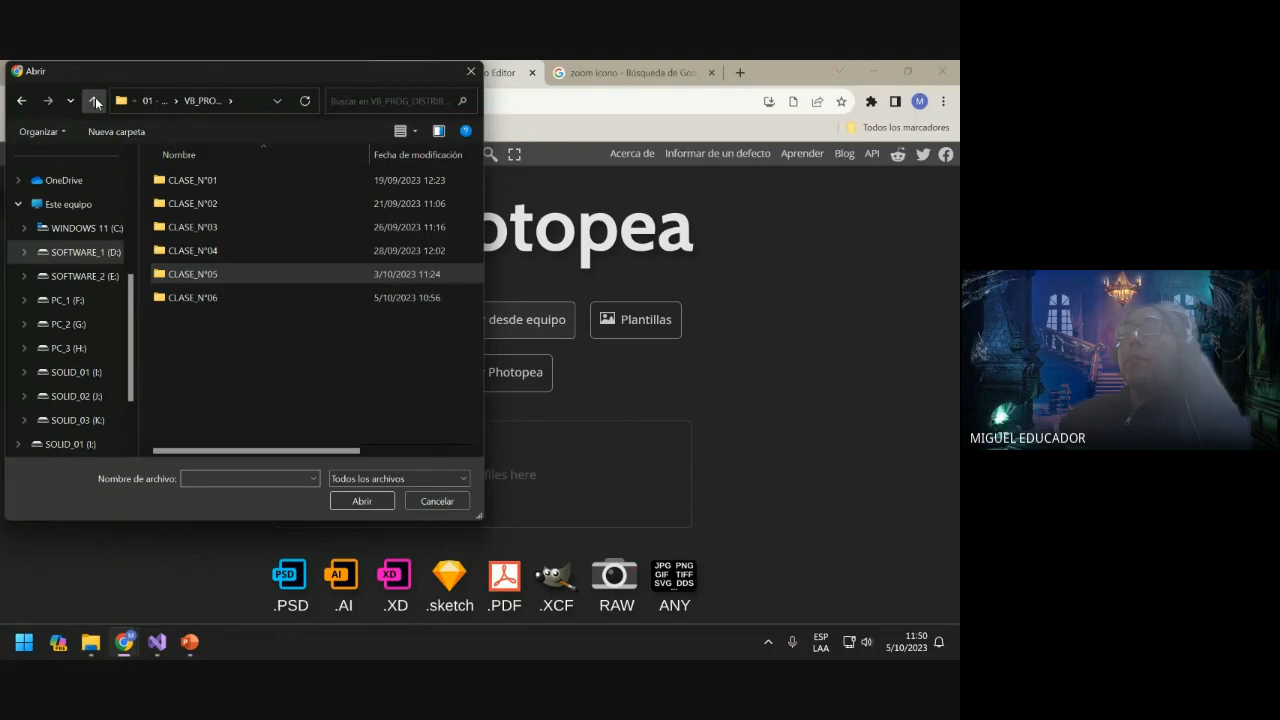 Abrir
o Editor
zoom icono - Búsqueda de Goo
01 - ...
VB_PRO...
Buscar en VB_PROG_DISTRIB...
M
Todos los marcadores
Organizar
Nueva carpeta
Nombre
Fecha de modificación
Acerca de
Informar de un defecto
Aprender
Blog
API
OneDrive
Este equipo
WINDOWS 11 (C:)
SOFTWARE_1 (D:)
SOFTWARE_2 (E:)
PC_1 (F:)
PC_2 (G:)
PC_3 (H:)
SOLID_01 (I:)
SOLID_02 (J:)
SOLID_03 (K:)
SOLID_01 (I:)
CLASE_N°01 19/09/2023 12:23
CLASE_N°02 21/09/2023 11:06
CLASE_N°03 26/09/2023 11:16
CLASE_N°04 28/09/2023 12:02
CLASE_N°05 3/10/2023 11:24
CLASE_N°06 5/10/2023 10:56
otopea
r desde equipo
Plantillas
r Photopea
files here
Nombre de archivo:
Todos los archivos
Abrir
Cancelar
PSD
AI
XD
JPG PNG
GIF TIFF
SVG DDS
.PSD
.AI
.XD
.sketch
.PDF
.XCF
RAW
ANY
ESP
LAA
11:50
5/10/2023
MIGUEL EDUCADOR